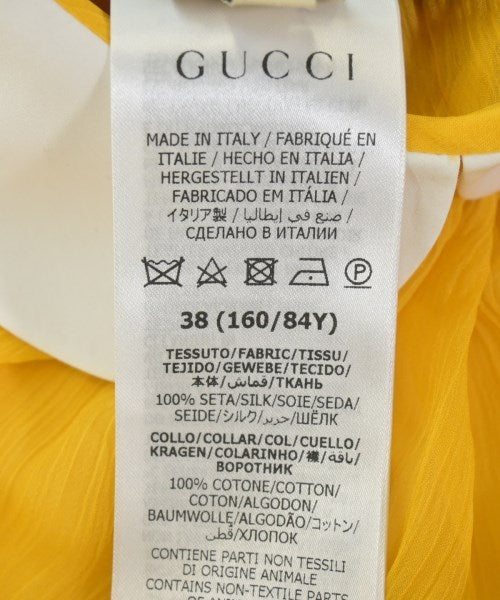 GUCCI
MADE IN ITALY / FABRIQUÉ EN
ITALIE / HECHO EN ITALIA /
HERGESTELLT IN ITALIEN /
FABRICADO EM ITÁLIA /
イタリア製 / صنع في إيطاليا /
СДЕЛАНО В ИТАЛИИ
P
38 (160/84Y)
TESSUTO/FABRIC/TISSU/
TEJIDO/GEWEBE/TECIDO/
本体/قماش/ТКАНЬ
100% SETA/SILK/SOIE/SEDA/
SEIDE/シルク/حرير/ШЁЛК
COLLO/COLLAR/COL/CUELLO/
KRAGEN/COLARINHO/襟/ياقة/
ВОРОТНИК
100% COTONE/COTTON/
COTON/ALGODON/
BAUMWOLLE/ALGODÃO/コットン/
قطن/ХЛОПОК
CONTIENE PARTI NON TESSILI
DI ORIGINE ANIMALE
CONTAINS NON-TEXTILE PARTS